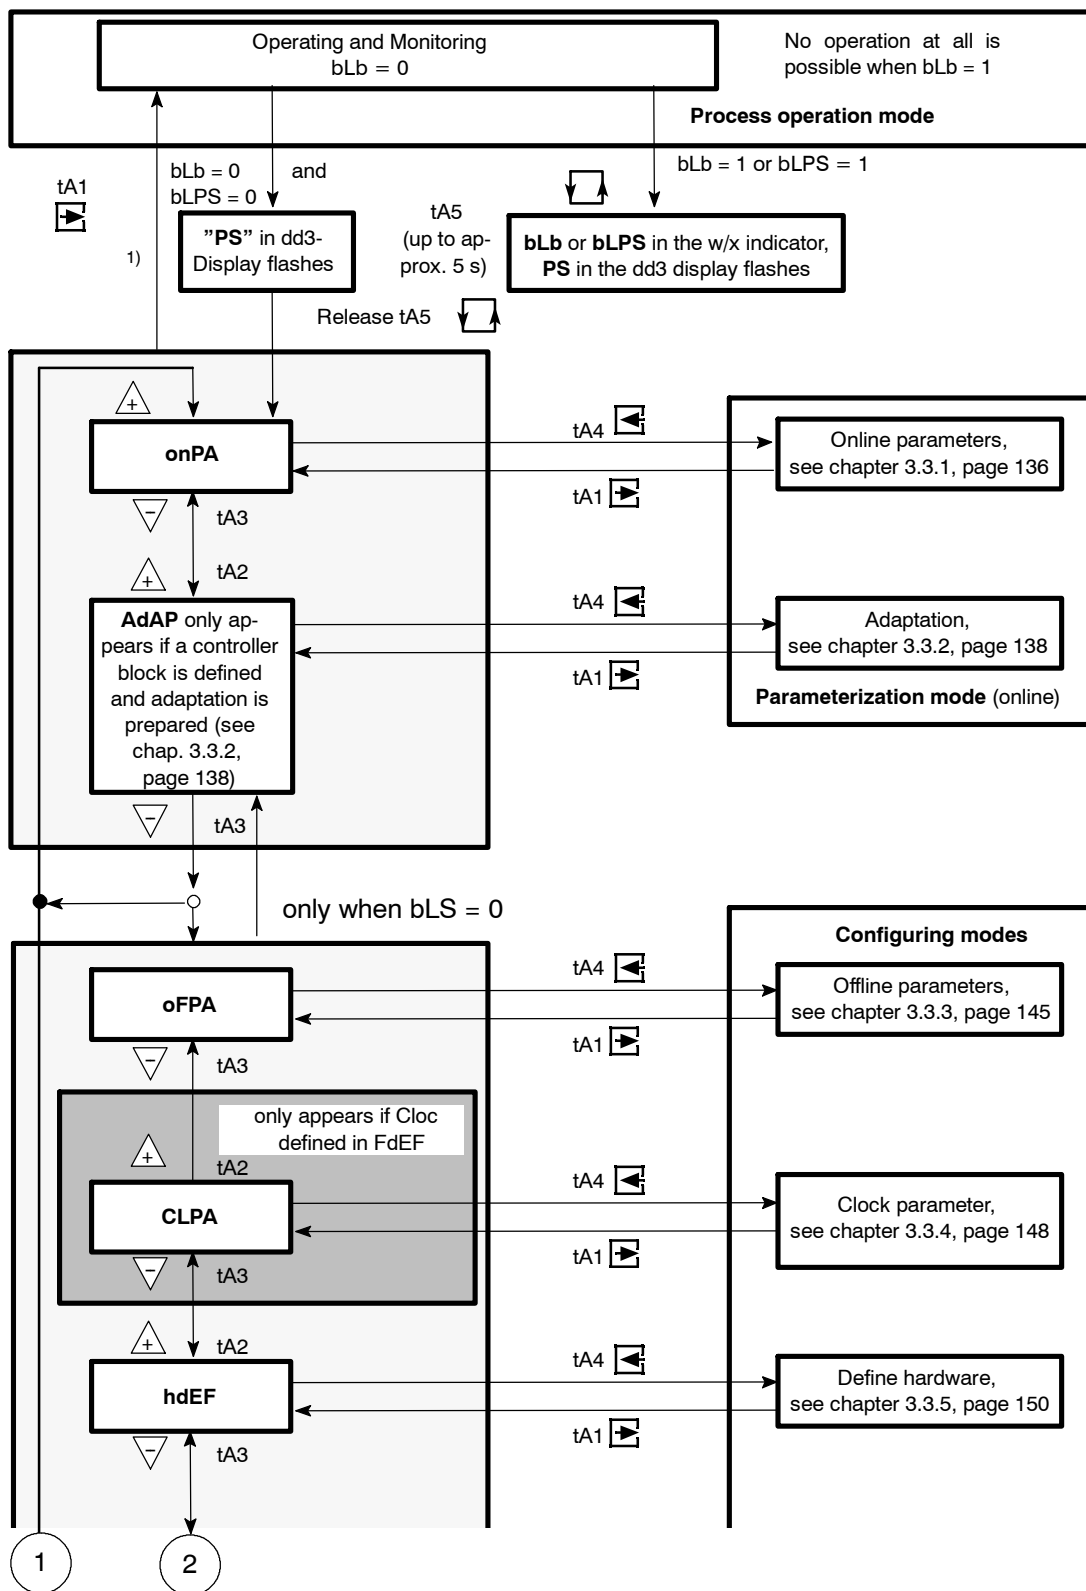 Operating and Monitoring
bLb = 0
No operation at all is
possible when bLb = 1
Process operation mode
tA1
1)
bLb = 0 and
bLPS = 0
"PS" in dd3-
Display flashes
tA5
(up to ap-
prox. 5 s)
bLb = 1 or bLPS = 1
bLb or bLPS in the w/x indicator,
PS in the dd3 display flashes
Release tA5
+
onPA
−
tA3
tA4
tA1
Online parameters,
see chapter 3.3.1, page 136
+
tA2
AdAP only ap-
pears if a controller
block is defined
and adaptation is
prepared (see
chap. 3.3.2,
page 138)
−
tA3
tA4
tA1
Adaptation,
see chapter 3.3.2, page 138
Parameterization mode (online)
only when bLS = 0
Configuring modes
oFPA
−
tA3
tA4
tA1
Offline parameters,
see chapter 3.3.3, page 145
only appears if Cloc
defined in FdEF
+
tA2
CLPA
−
tA3
tA4
tA1
Clock parameter,
see chapter 3.3.4, page 148
+
tA2
hdEF
−
tA3
tA4
tA1
Define hardware,
see chapter 3.3.5, page 150
1
2